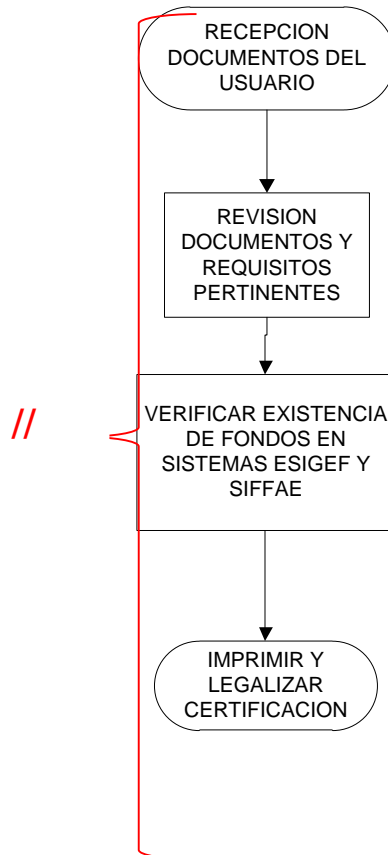 RECEPCION
DOCUMENTOS DEL
USUARIO
REVISION
DOCUMENTOS Y
REQUISITOS
PERTINENTES
//
VERIFICAR EXISTENCIA
DE FONDOS EN
SISTEMAS ESIGEF Y
SIFFAE
IMPRIMIR Y
LEGALIZAR
CERTIFICACION